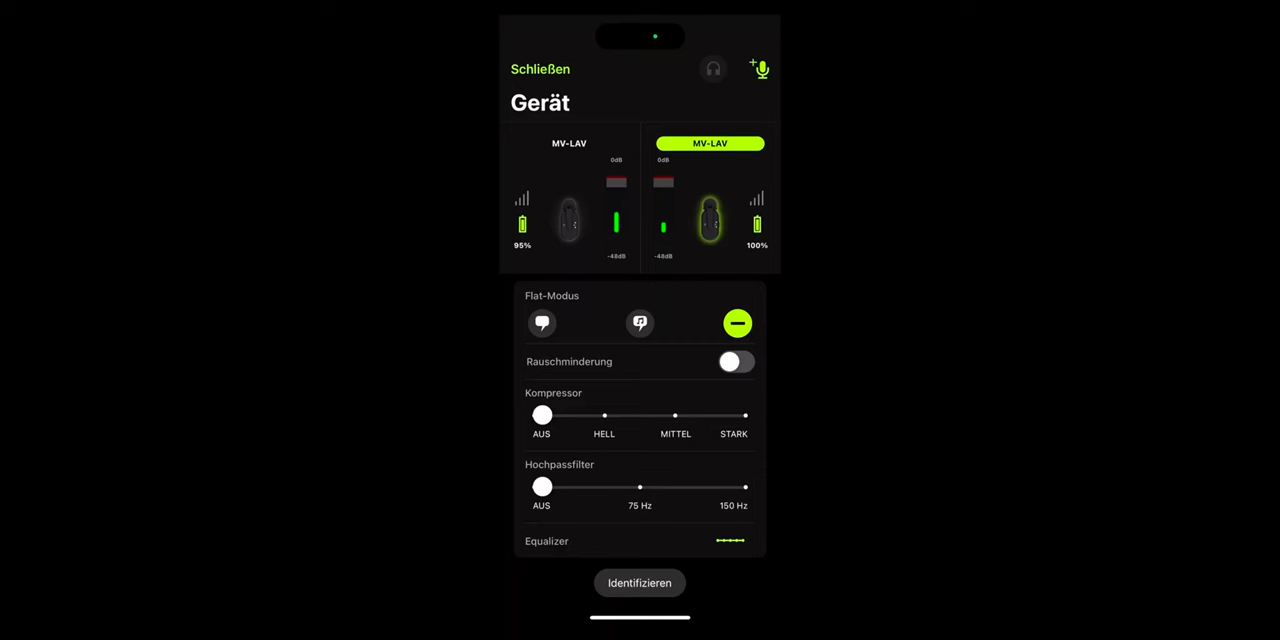 Schließen
Gerät
MV-LAV
MV-LAV
0dB
0dB
95%
100%
-48dB
-48dB
Flat-Modus
Rauschminderung
Kompressor
AUS HELL MITTEL STARK
Hochpassfilter
AUS 75 Hz 150 Hz
Equalizer
Identifizieren